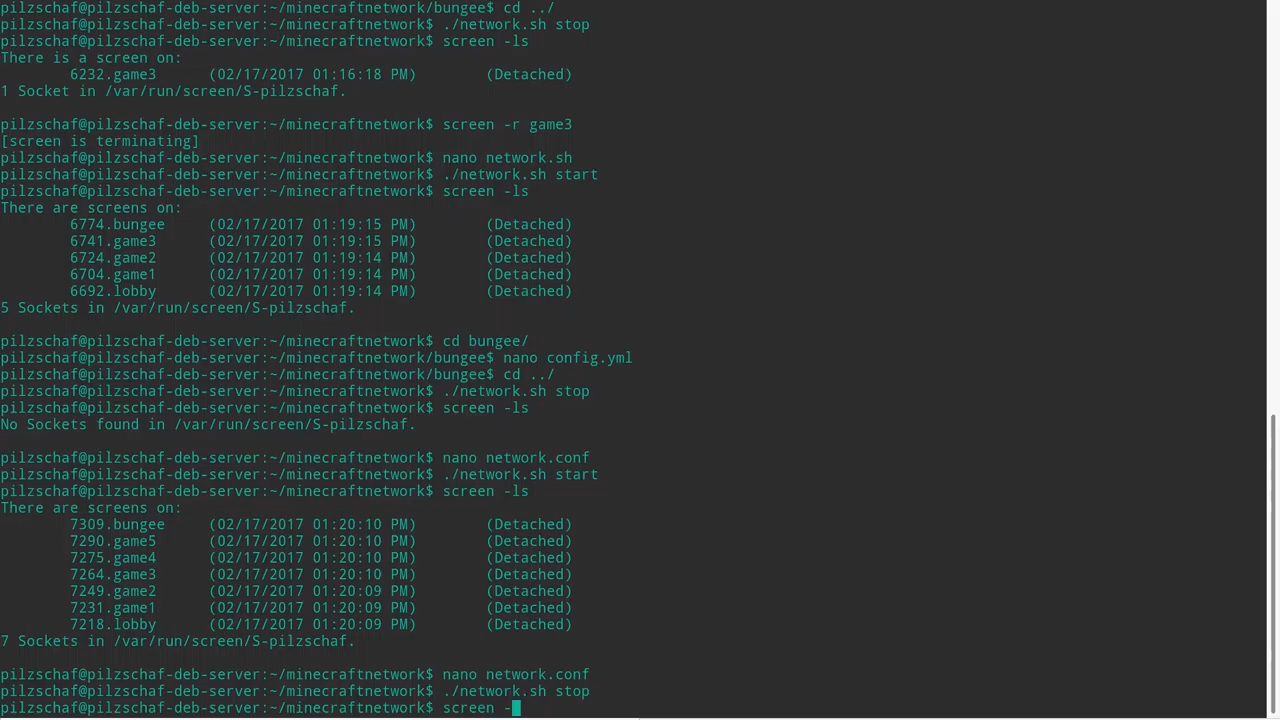 pilzschaf@pilzschaf-deb-server:~/minecraftnetwork/bungee$ cd ../
pilzschaf@pilzschaf-deb-server:~/minecraftnetwork$ ./network.sh stop
pilzschaf@pilzschaf-deb-server:~/minecraftnetwork$ screen -ls
There is a screen on:
        6232.game3      (02/17/2017 01:16:18 PM)        (Detached)
1 Socket in /var/run/screen/S-pilzschaf.
pilzschaf@pilzschaf-deb-server:~/minecraftnetwork$ screen -r game3
[screen is terminating]
pilzschaf@pilzschaf-deb-server:~/minecraftnetwork$ nano network.sh
pilzschaf@pilzschaf-deb-server:~/minecraftnetwork$ ./network.sh start
pilzschaf@pilzschaf-deb-server:~/minecraftnetwork$ screen -ls
There are screens on:
        6774.bungee     (02/17/2017 01:19:15 PM)        (Detached)
        6741.game3      (02/17/2017 01:19:15 PM)        (Detached)
        6724.game2      (02/17/2017 01:19:14 PM)        (Detached)
        6704.game1      (02/17/2017 01:19:14 PM)        (Detached)
        6692.lobby      (02/17/2017 01:19:14 PM)        (Detached)
5 Sockets in /var/run/screen/S-pilzschaf.
pilzschaf@pilzschaf-deb-server:~/minecraftnetwork$ cd bungee/
pilzschaf@pilzschaf-deb-server:~/minecraftnetwork/bungee$ nano config.yml
pilzschaf@pilzschaf-deb-server:~/minecraftnetwork/bungee$ cd ../
pilzschaf@pilzschaf-deb-server:~/minecraftnetwork$ ./network.sh stop
pilzschaf@pilzschaf-deb-server:~/minecraftnetwork$ screen -ls
No Sockets found in /var/run/screen/S-pilzschaf.
pilzschaf@pilzschaf-deb-server:~/minecraftnetwork$ nano network.conf
pilzschaf@pilzschaf-deb-server:~/minecraftnetwork$ ./network.sh start
pilzschaf@pilzschaf-deb-server:~/minecraftnetwork$ screen -ls
There are screens on:
        7309.bungee     (02/17/2017 01:20:10 PM)        (Detached)
        7290.game5      (02/17/2017 01:20:10 PM)        (Detached)
        7275.game4      (02/17/2017 01:20:10 PM)        (Detached)
        7264.game3      (02/17/2017 01:20:10 PM)        (Detached)
        7249.game2      (02/17/2017 01:20:09 PM)        (Detached)
        7231.game1      (02/17/2017 01:20:09 PM)        (Detached)
        7218.lobby      (02/17/2017 01:20:09 PM)        (Detached)
7 Sockets in /var/run/screen/S-pilzschaf.
pilzschaf@pilzschaf-deb-server:~/minecraftnetwork$ nano network.conf
pilzschaf@pilzschaf-deb-server:~/minecraftnetwork$ ./network.sh stop
pilzschaf@pilzschaf-deb-server:~/minecraftnetwork$ screen -